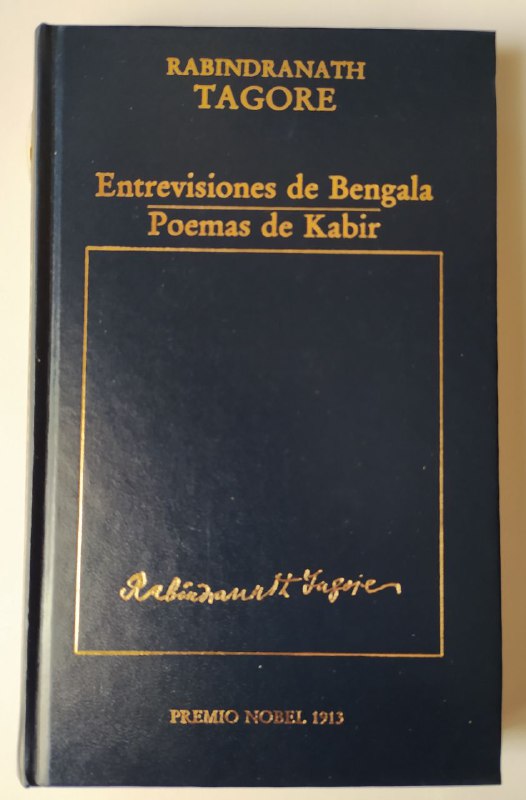 RABINDRANATH
TAGORE
Entrevisiones de Bengala
Poemas de Kabir
Rabindranath Tagore
PREMIO NOBEL 1913